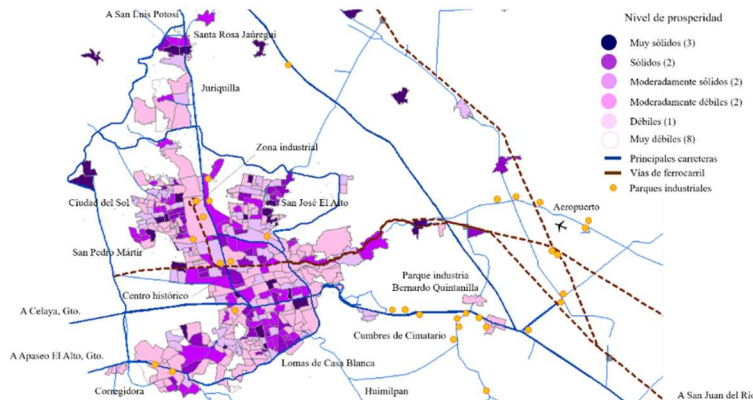 A San Luis Potosí
Nivel de prosperidad
Santa Rosa Jaúregui
Muy sólidos (3)
Sólidos (2)
Juriquilla
Moderadamente sólidos (2)
Moderadamente débiles (2)
Débiles (1)
Zona industrial
Muy débiles (8)
Principales carreteras
Vías de ferrocarril
Parques industriales
Ciudad del Sol
San José El Alto
Aeropuerto
San Pedro Mártir
Parque industria
Bernardo Quintanilla
Centro histórico
A Celaya, Gto.
Cumbres de Cimatario
A Apaseo El Alto, Gto.
Lomas de Casa Blanca
Corregidora
Huimilpan
A San Juan del Río